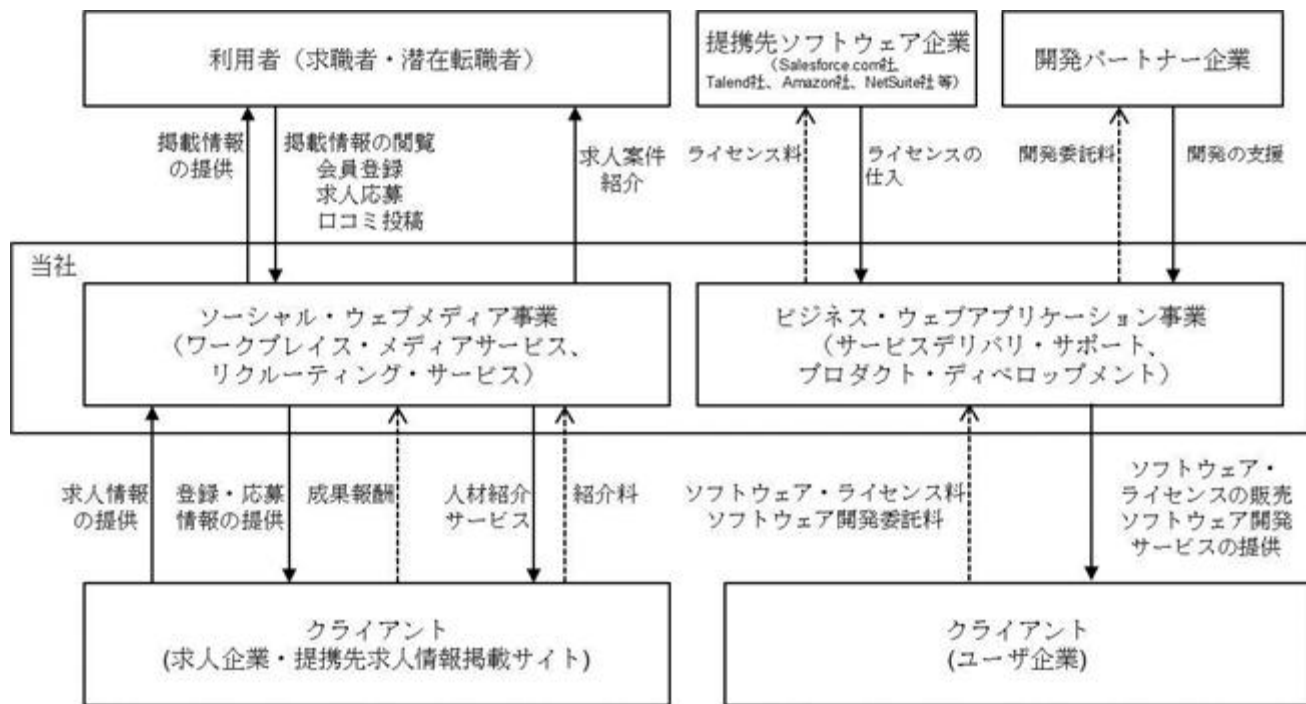 利用者（求職者・潜在転職者）
提携先ソフトウェア企業
（Salesforce.com社、
Talend社、Amazon社、NetSuite社 等）
開発パートナー企業
掲載情報
の提供
掲載情報の閲覧
会員登録
求人応募
口コミ投稿
求人案件
紹介
ライセンス料
ライセンスの
仕入
開発委託料
開発の支援
当社
ソーシャル・ウェブメディア事業
（ワークプレイス・メディアサービス、
リクルーティング・サービス）
ビジネス・ウェブアプリケーション事業
（サービスデリバリ・サポート、
プロダクト・ディベロップメント）
求人情報
の提供
登録・応募
情報の提供
成果報酬
人材紹介
サービス
紹介料
ソフトウェア・ライセンス料
ソフトウェア開発委託料
ソフトウェア・
ライセンスの販売
ソフトウェア開発
サービスの提供
クライアント
(求人企業・提携先求人情報掲載サイト)
クライアント
(ユーザ企業)